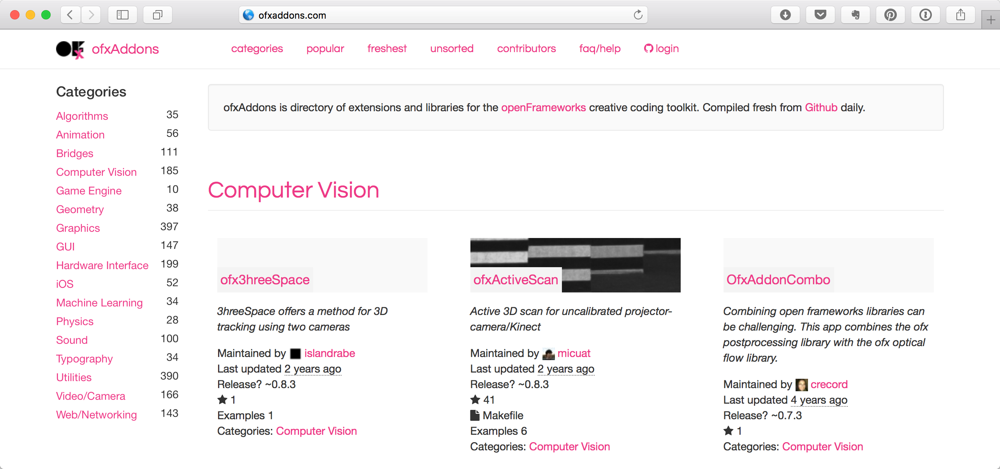 ofxaddons.com
OFx ofxAddons
categories
popular
freshest
unsorted
contributors
faq/help
login
Categories
Algorithms 35
Animation 56
Bridges 111
Computer Vision 185
Game Engine 10
Geometry 38
Graphics 397
GUI 147
Hardware Interface 199
iOS 52
Machine Learning 34
Physics 28
Sound 100
Typography 34
Utilities 390
Video/Camera 166
Web/Networking 143
ofxAddons is directory of extensions and libraries for the openFrameworks creative coding toolkit. Compiled fresh from Github daily.
Computer Vision
ofx3hreeSpace
3hreeSpace offers a method for 3D
tracking using two cameras
Maintained by islandrabe
Last updated 2 years ago
Release? ~0.8.3
1
Examples 1
Categories: Computer Vision
ofxActiveScan
Active 3D scan for uncalibrated projector-
camera/Kinect
Maintained by micuat
Last updated 2 years ago
Release? ~0.8.3
41
Makefile
Examples 6
Categories: Computer Vision
OfxAddonCombo
Combining open frameworks libraries can
be challenging. This app combines the ofx
postprocessing library with the ofx optical
flow library.
Maintained by crecord
Last updated 4 years ago
Release? ~0.7.3
1
Categories: Computer Vision